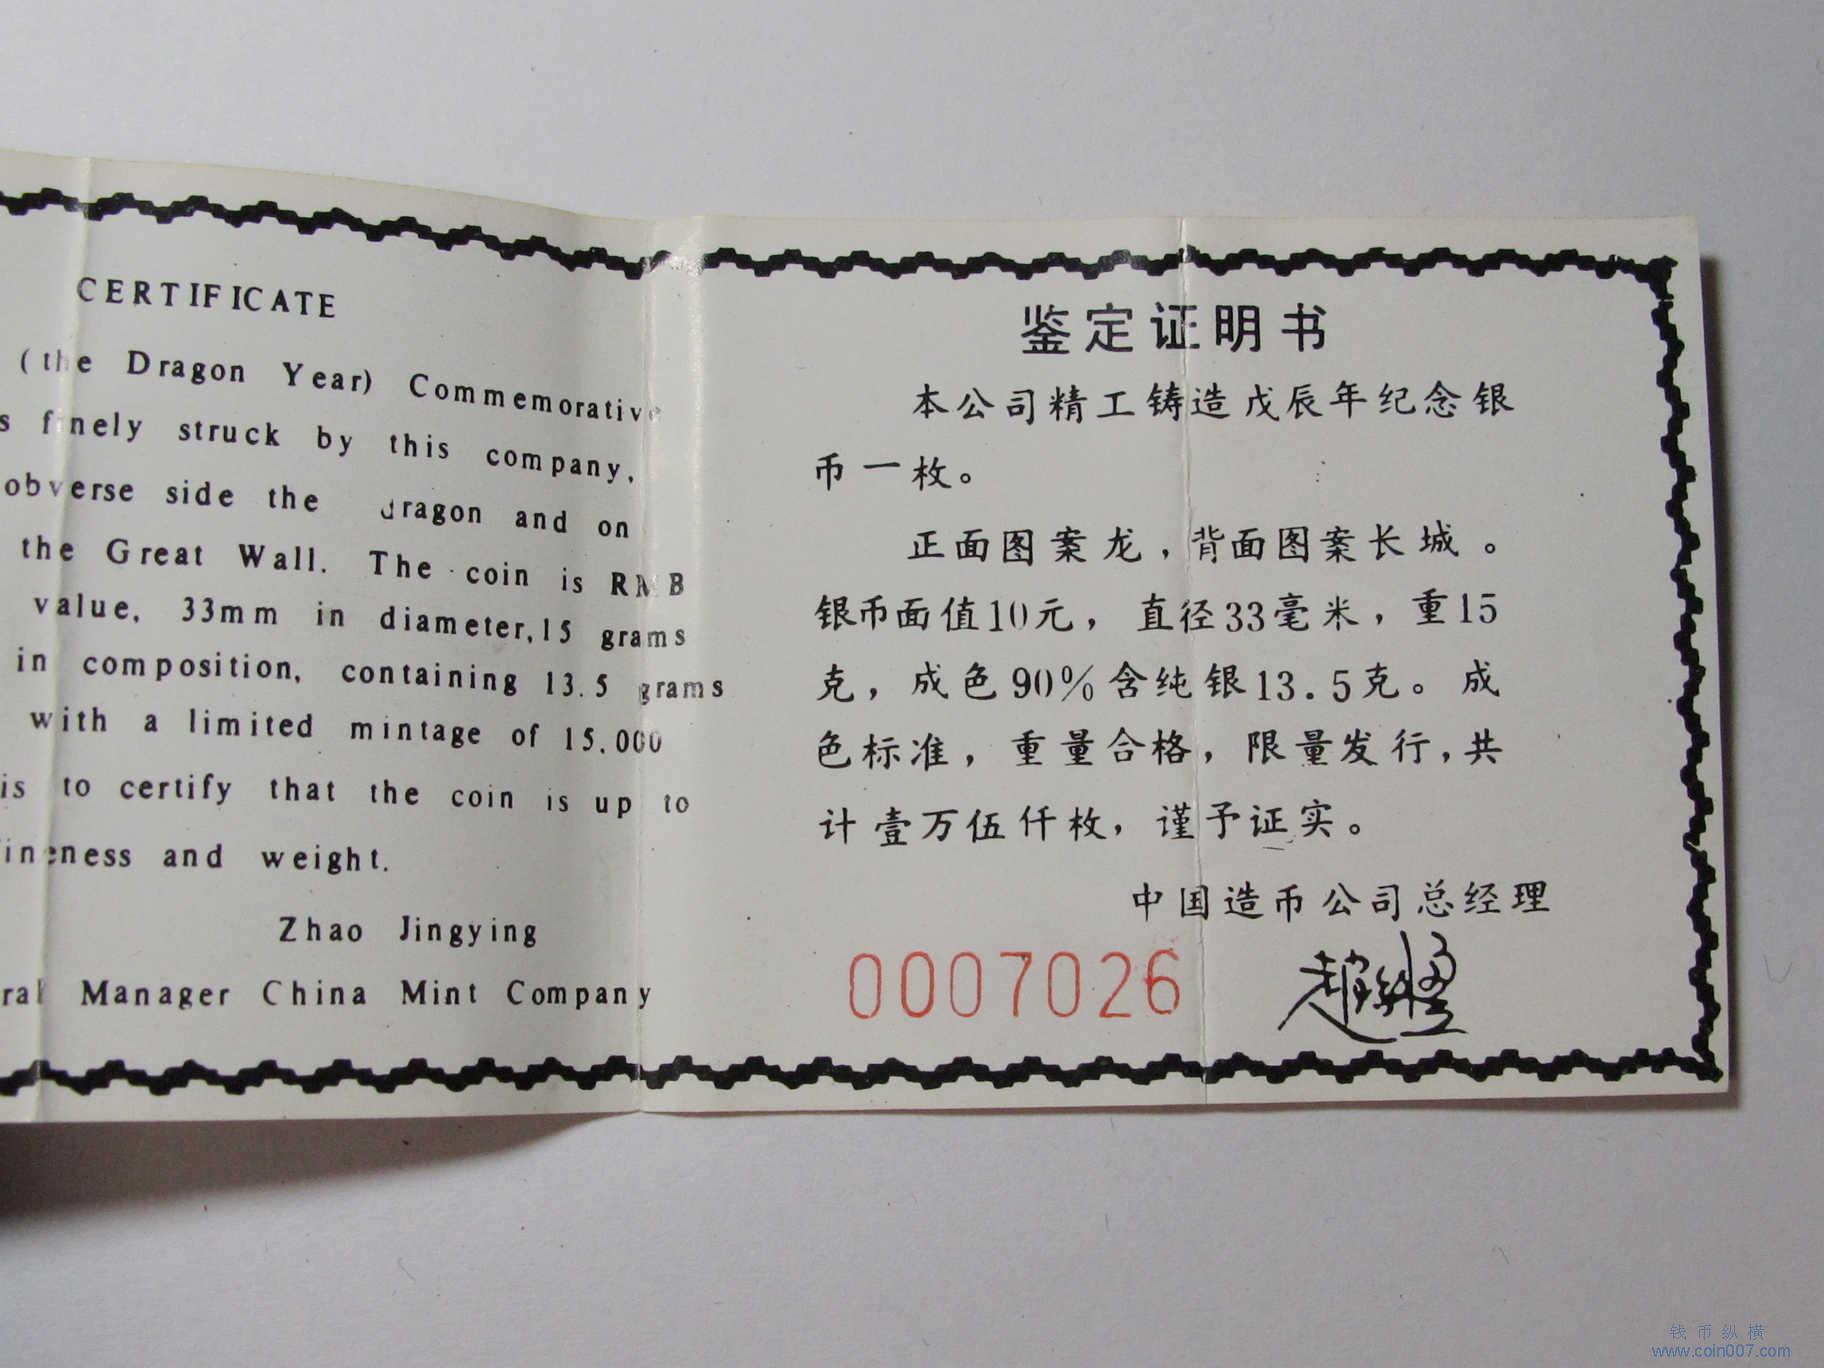 CERTIFICATE
(the Dragon Year) Commemorative
s finely struck by this company,
obverse side the dragon and on
the Great Wall. The coin is RMB
value, 33mm in diameter, 15 grams
in composition, containing 13.5 grams
with a limited mintage of 15.000
is to certify that the coin is up to
ineness and weight.
Zhao Jingying
ral Manager China Mint Company
鉴定证明书
本公司精工铸造戊辰年纪念银
币一枚。
正面图案龙，背面图案长城。
银币面值10元，直径33毫米，重15
克，成色90%含纯银13.5克。成
色标准，重量合格，限量发行，共
计壹万伍仟枚，谨予证实。
中国造币公司总经理
0007026
钱币纵横
www.coin007.com